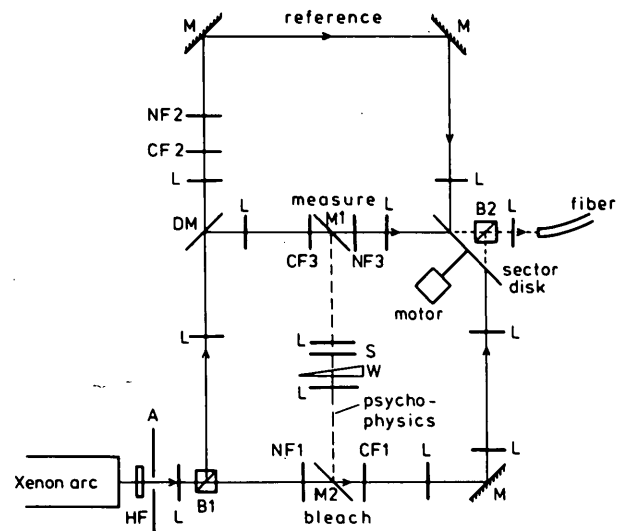 M reference M
NF2
CF2
L L
DM L measure L B2 L fiber
M1
CF3 NF3
sector
disk
motor
L L
L S
W
L
psycho-
physics
A
NF1 CF1 L L
Xenon arc
HF L B1 M2 M
bleach